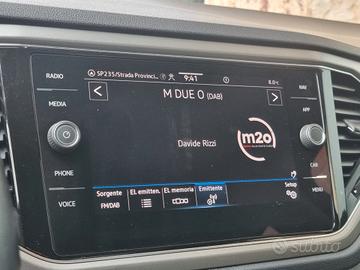 SP235/Strada Provinci...
9:41
8.0°C
RADIO
MEDIA
PHONE
VOICE
M DUE O (DAB)
Davide Rizzi
m2o
Sorgente
FM/DAB
El. emitten.
El. memoria
Emittente
Setup
NAV
APP
CAR
MENU
subito